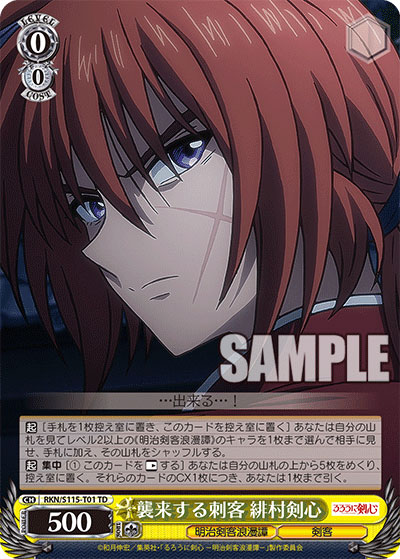 LEVEL
0
0
COST
SAMPLE
…出来る…!
起 [手札を1枚控え室に置き、このカードを控え室に置く] あなたは自分の山
札を見てレベル2以上の《明治剣客浪漫譚》のキャラを1枚まで選んで相手に見
せ、手札に加え、その山札をシャッフルする。
起 集中 [① このカードを する] あなたは自分の山札の上から5枚をめくり、
控え室に置く。それらのカードのCX1枚につき、あなたは1枚まで引く。
CH RKN/S115-T01 TD
POWER
500
襲来する刺客 緋村剣心
るろうに剣心
明治剣客浪漫譚
剣客
©和月伸宏/集英社・「るろうに剣心 −明治剣客浪漫譚−」製作委員会